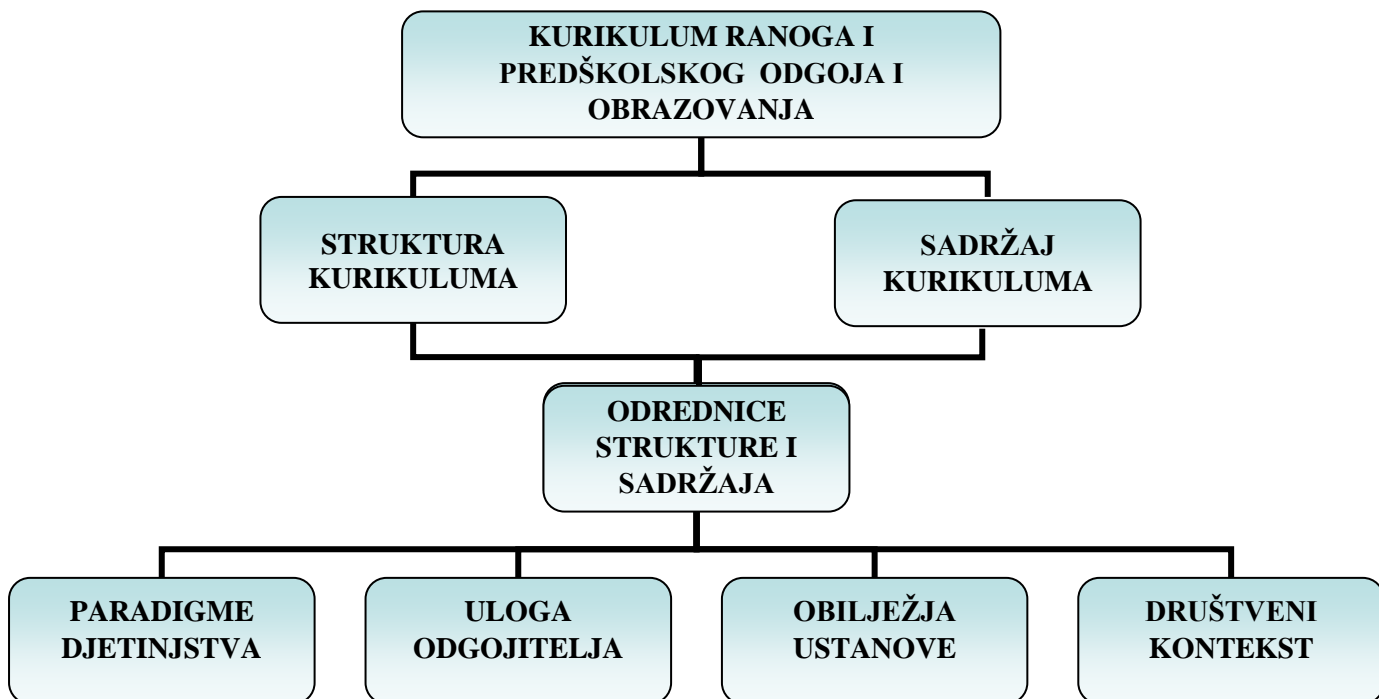 KURIKULUM RANOGA I
PREDŠKOLSKOG ODGOJA I
OBRAZOVANJA
STRUKTURA
KURIKULUMA
SADRŽAJ
KURIKULUMA
ODREDNICE
STRUKTURE I
SADRŽAJA
PARADIGME
DJETINJSTVA
ULOGA
ODGOJITELJA
OBILJEŽJA
USTANOVE
DRUŠTVENI
KONTEKST